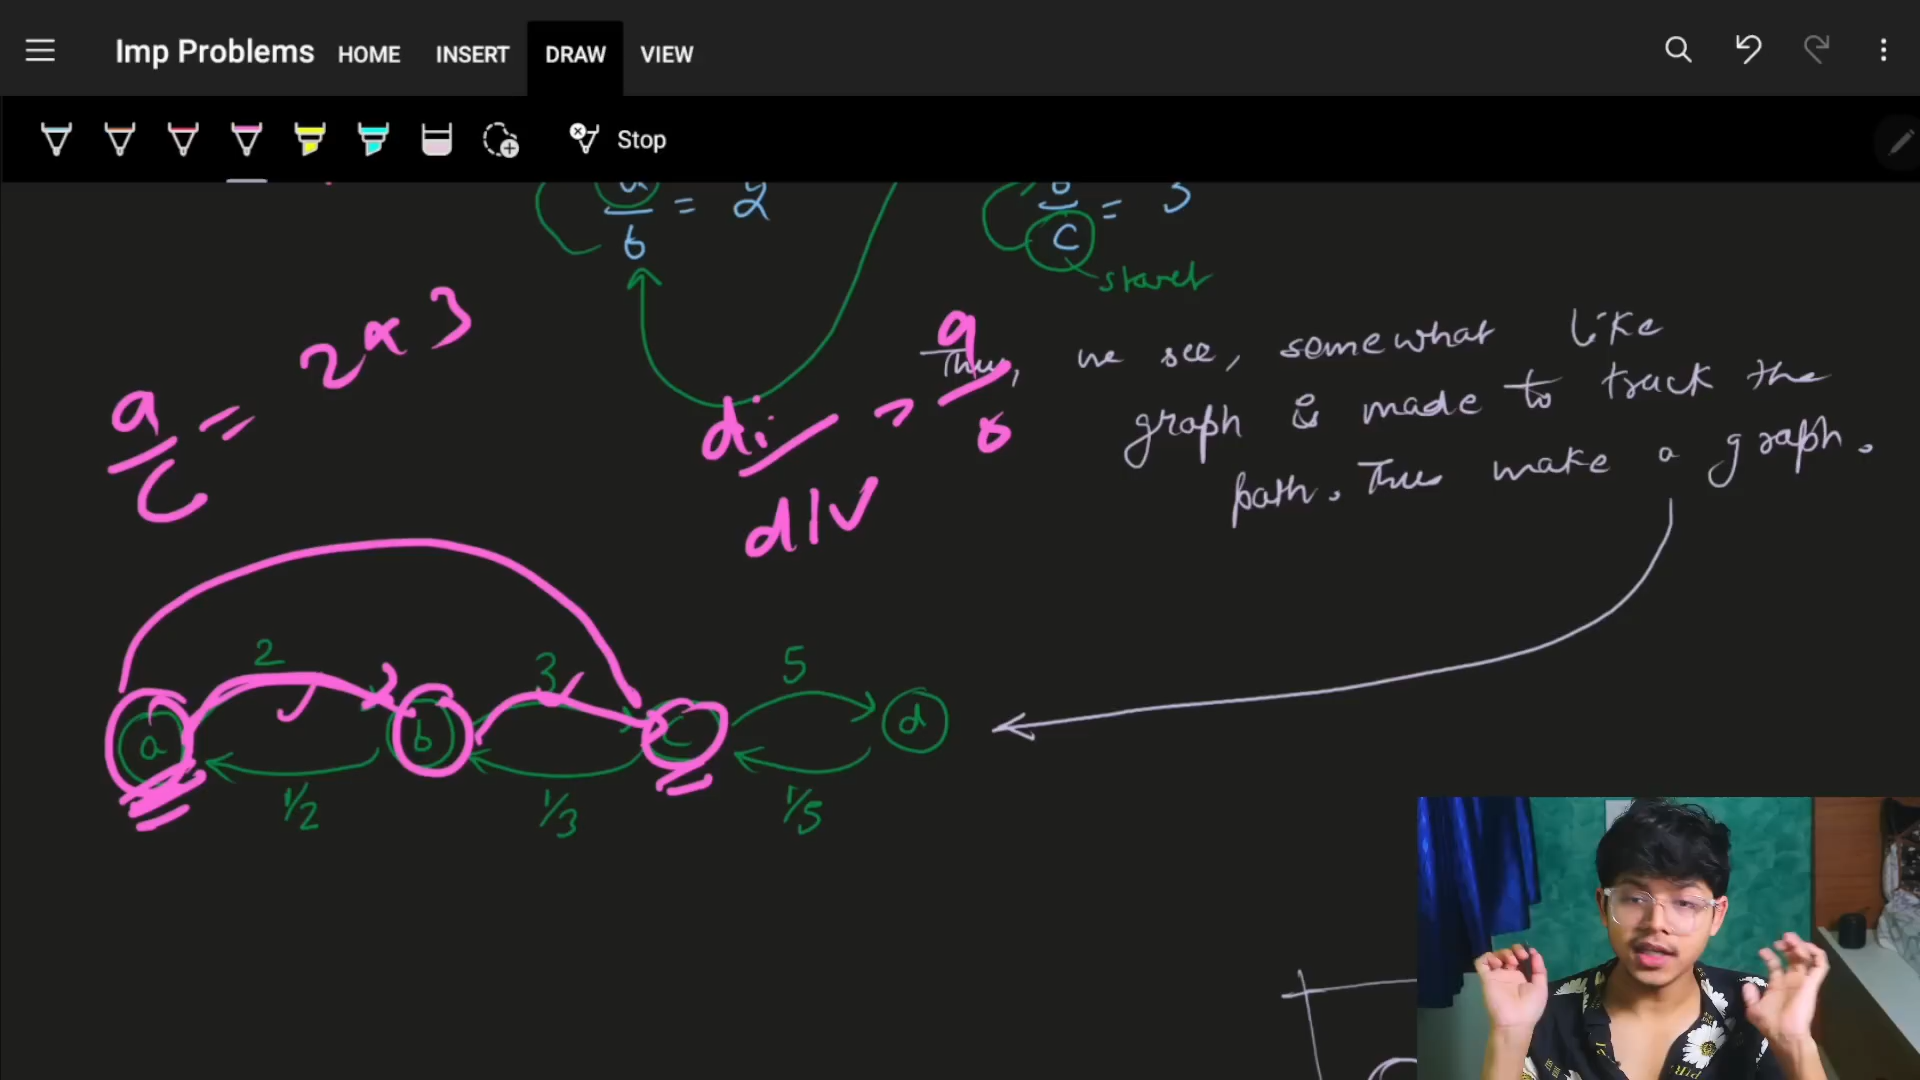 Imp Problems HOME INSERT DRAW VIEW
Stop
b = 2
c = 3
start
a/c = 2 x 3
Thus, we see, somewhat like
graph is made to track the
path. Thus make a graph.
di/div → a/b
2 3 5
a b c d
1/2 1/3 1/5